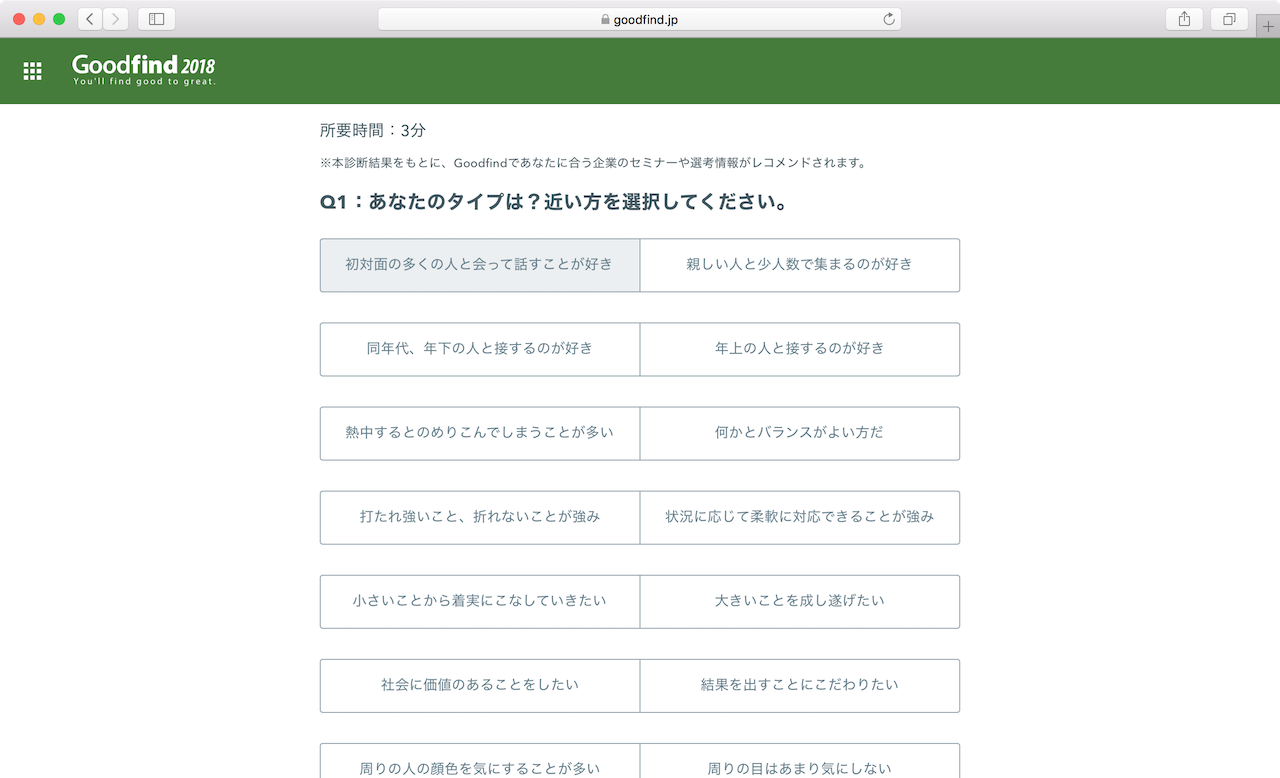 goodfind.jp
Goodfind 2018
You'll find good to great.
所要時間：3分
※本診断結果をもとに、Goodfindであなたに合う企業のセミナーや選考情報がレコメンドされます。
Q1：あなたのタイプは？近い方を選択してください。
初対面の多くの人と会って話すことが好き
親しい人と少人数で集まるのが好き
同年代、年下の人と接するのが好き
年上の人と接するのが好き
熱中するとのめりこんでしまうことが多い
何かとバランスがよい方だ
打たれ強いこと、折れないことが強み
状況に応じて柔軟に対応できることが強み
小さいことから着実にこなしていきたい
大きいことを成し遂げたい
社会に価値のあることをしたい
結果を出すことにこだわりたい
周りの人の顔色を気にすることが多い
周りの目はあまり気にしない